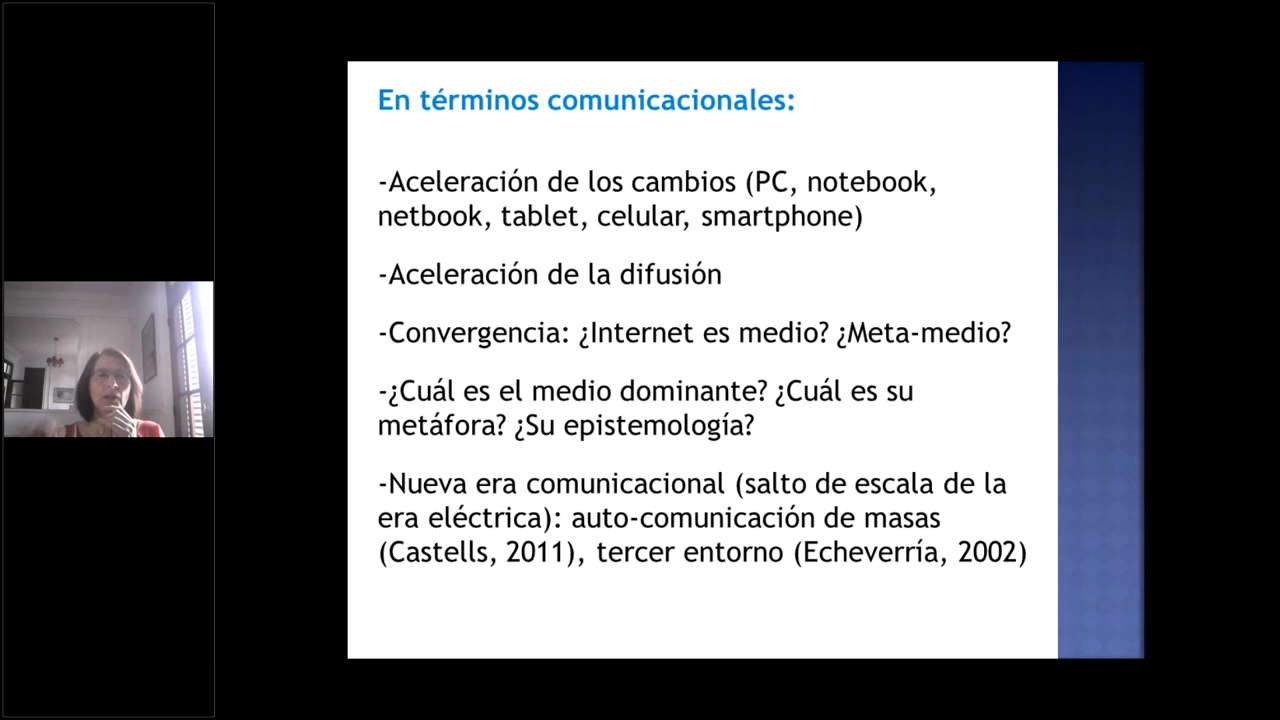 En términos comunicacionales:
-Aceleración de los cambios (PC, notebook,
netbook, tablet, celular, smartphone)
-Aceleración de la difusión
-Convergencia: ¿Internet es medio? ¿Meta-medio?
-¿Cuál es el medio dominante? ¿Cuál es su
metáfora? ¿Su epistemología?
-Nueva era comunicacional (salto de escala de la
era eléctrica): auto-comunicación de masas
(Castells, 2011), tercer entorno (Echeverría, 2002)